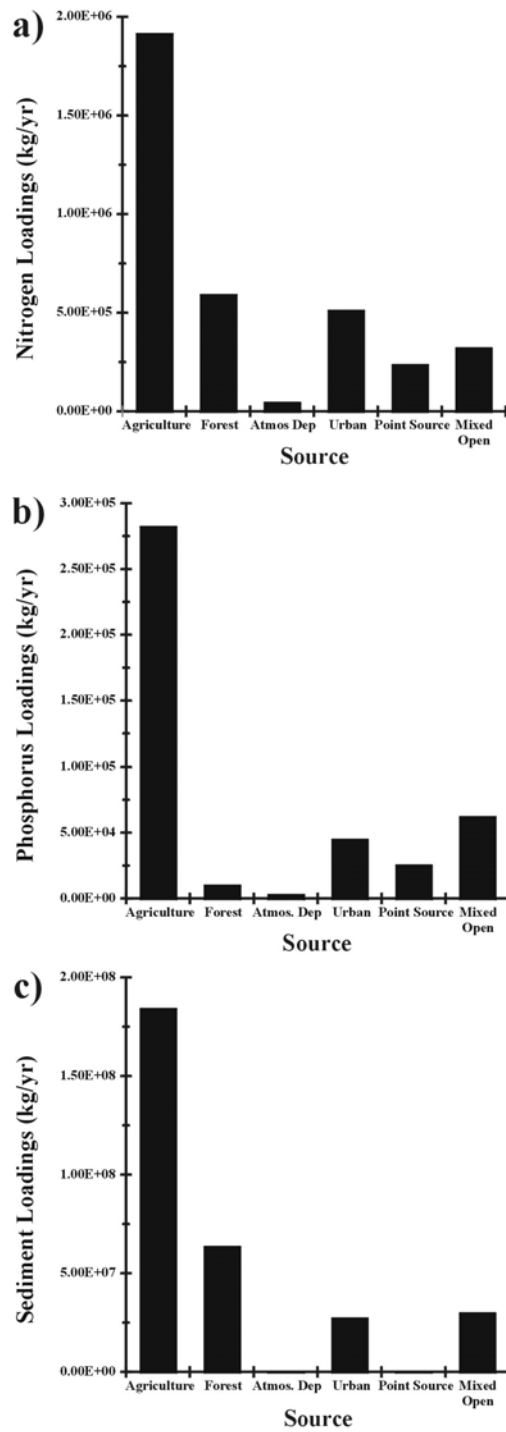 a)
Nitrogen Loadings (kg/yr)
2.00E+06
1.50E+06
1.00E+06
5.00E+05
0.00E+00
Agriculture Forest Atmos Dep Urban Point Source Mixed
Open
Source
b)
Phosphorus Loadings (kg/yr)
3.00E+05
2.50E+05
2.00E+05
1.50E+05
1.00E+05
5.00E+04
0.00E+00
Agriculture Forest Atmos. Dep Urban Point Source Mixed
Open
Source
c)
Sediment Loadings (kg/yr)
2.00E+08
1.50E+08
1.00E+08
5.00E+07
0.00E+00
Agriculture Forest Atmos. Dep Urban Point Source Mixed
Open
Source